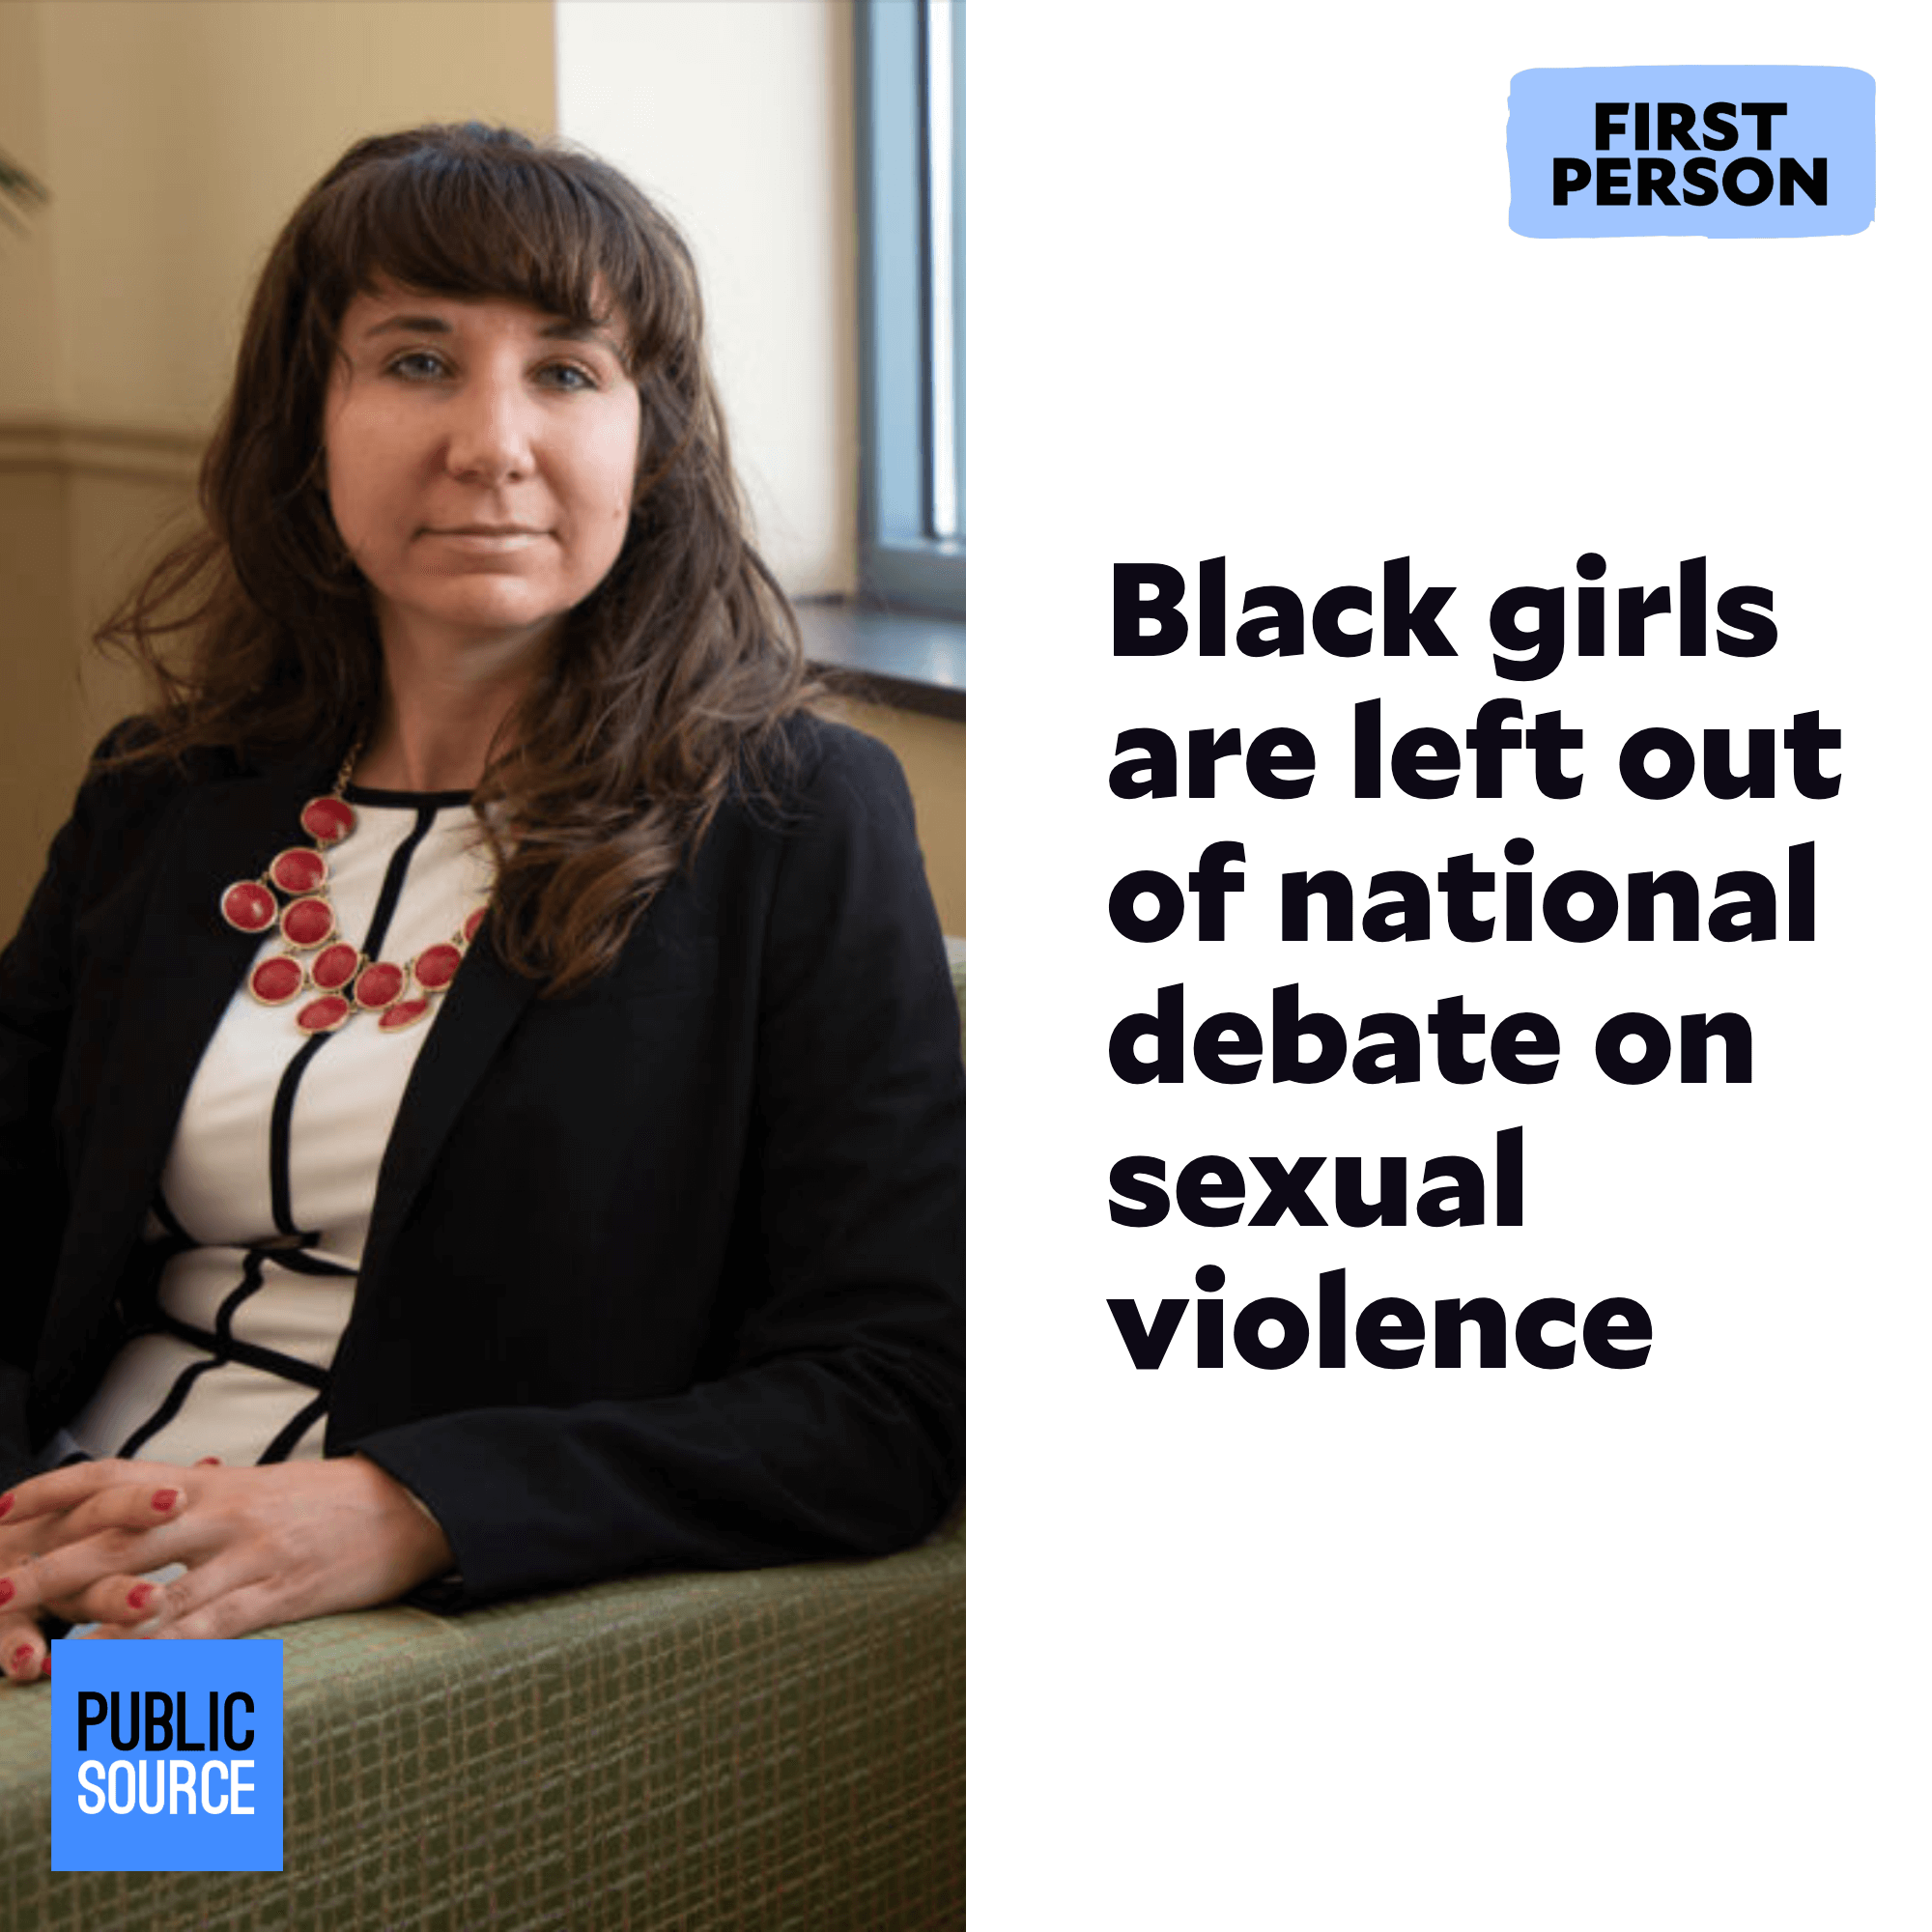 FIRST
PERSON
Black girls
are left out
of national
debate on
sexual
violence
PUBLIC
SOURCE